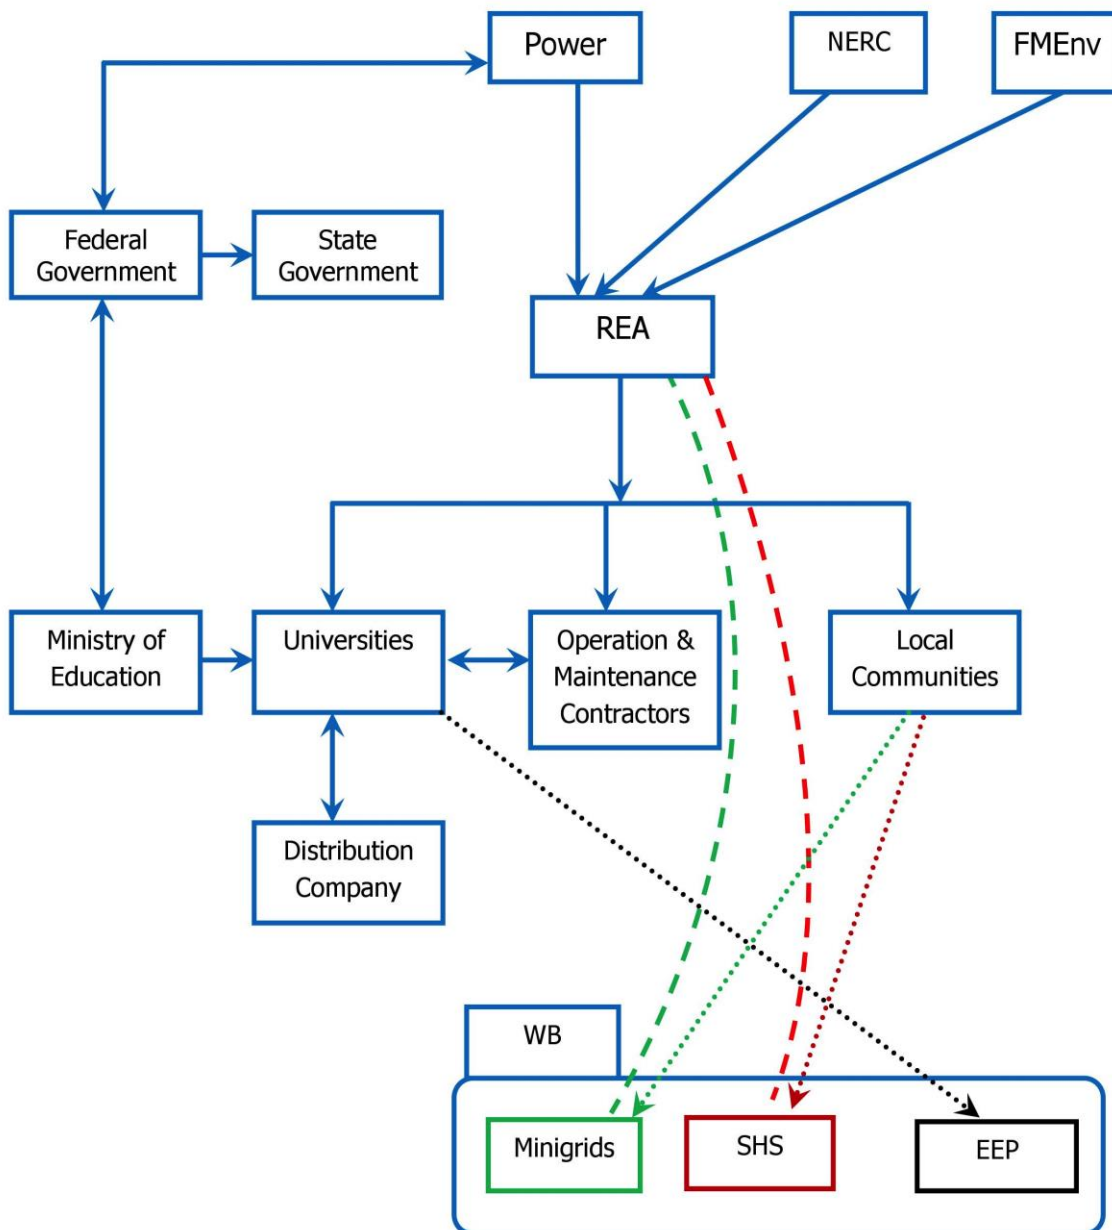 Power
NERC
FMEnv
Federal
Government
State
Government
REA
Ministry of
Education
Universities
Operation &
Maintenance
Contractors
Local
Communities
Distribution
Company
WB
Minigrids
SHS
EEP